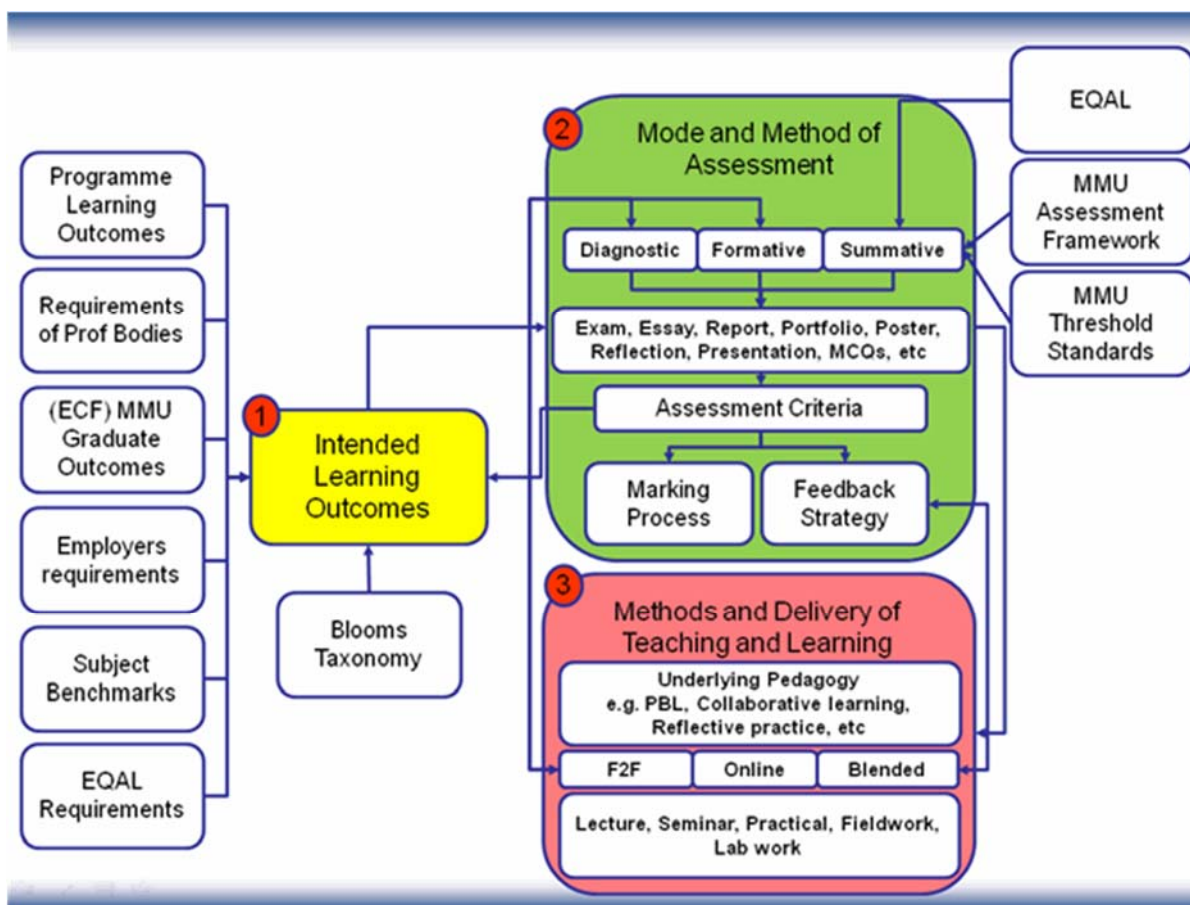 Programme
Learning
Outcomes
Requirements
of Prof Bodies
(ECF) MMU
Graduate
Outcomes
Employers
requirements
Subject
Benchmarks
EQAL
Requirements
1
Intended
Learning
Outcomes
Blooms
Taxonomy
2
Mode and Method of
Assessment
Diagnostic
Formative
Summative
Exam, Essay, Report, Portfolio, Poster,
Reflection, Presentation, MCQs, etc
Assessment Criteria
Marking
Process
Feedback
Strategy
3
Methods and Delivery of
Teaching and Learning
Underlying Pedagogy
e.g. PBL, Collaborative learning,
Reflective practice, etc
F2F
Online
Blended
Lecture, Seminar, Practical, Fieldwork,
Lab work
EQAL
MMU
Assessment
Framework
MMU
Threshold
Standards